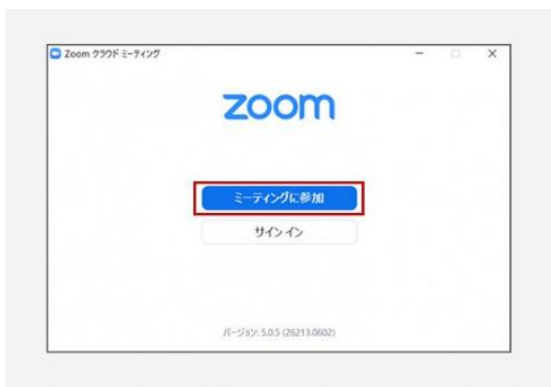 Zoom クラウド ミーティング
zoom
ミーティングに参加
サイン イン
バージョン: 5.0.5 (26213.0602)